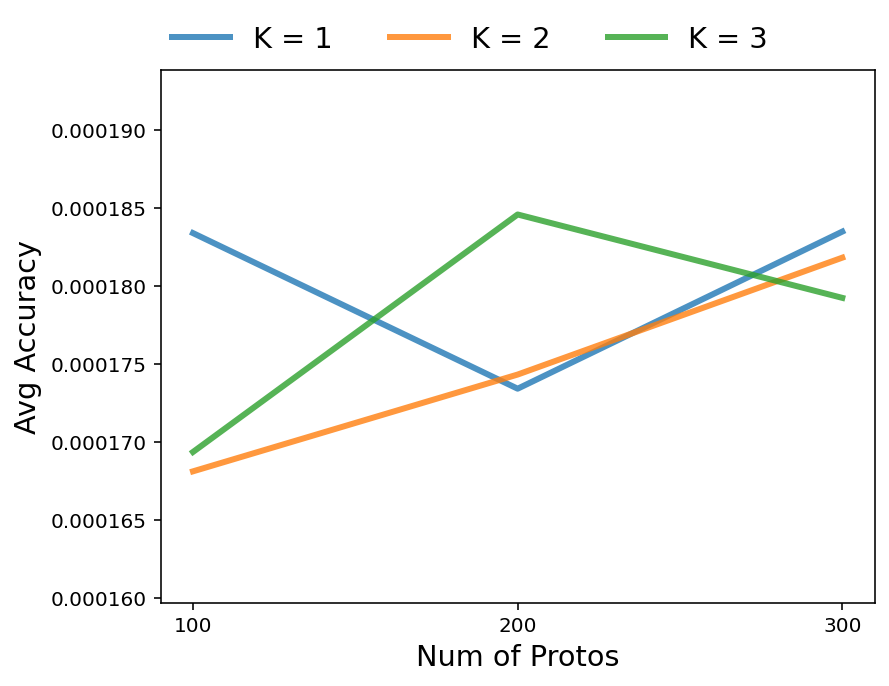 K = 1 K = 2 K = 3
0.000190
0.000185
0.000180
0.000175
0.000170
0.000165
0.000160
Avg Accuracy
100 200 300
Num of Protos